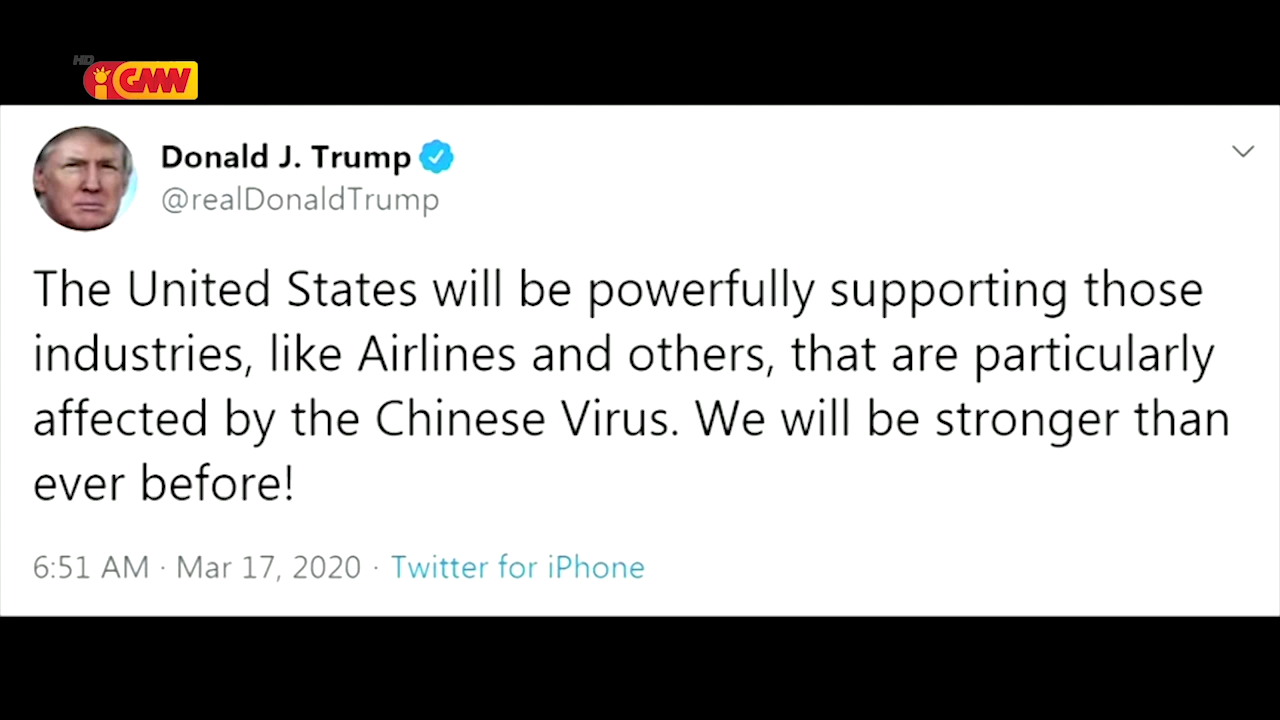 HD
iGMW
Donald J. Trump
@realDonaldTrump
The United States will be powerfully supporting those
industries, like Airlines and others, that are particularly
affected by the Chinese Virus. We will be stronger than
ever before!
6:51 AM · Mar 17, 2020 · Twitter for iPhone